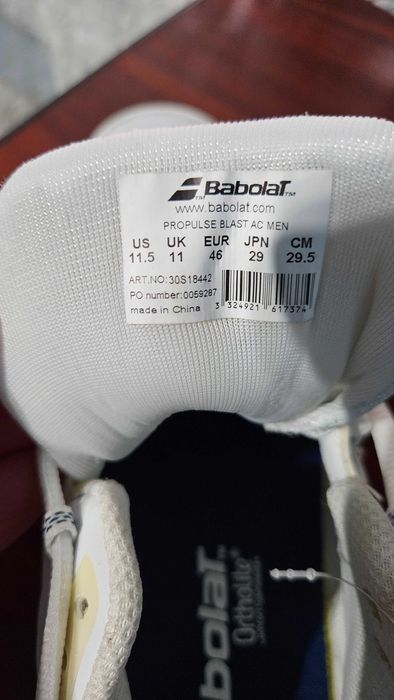 BaboLaT
www.babolat.com
PROPULSE BLAST AC MEN
US UK EUR JPN CM
11.5 11 46 29 29.5
ART.NO:30S18442
PO number:0059287
made in China
3 324921 617374
BaboLaT
Ortholite®